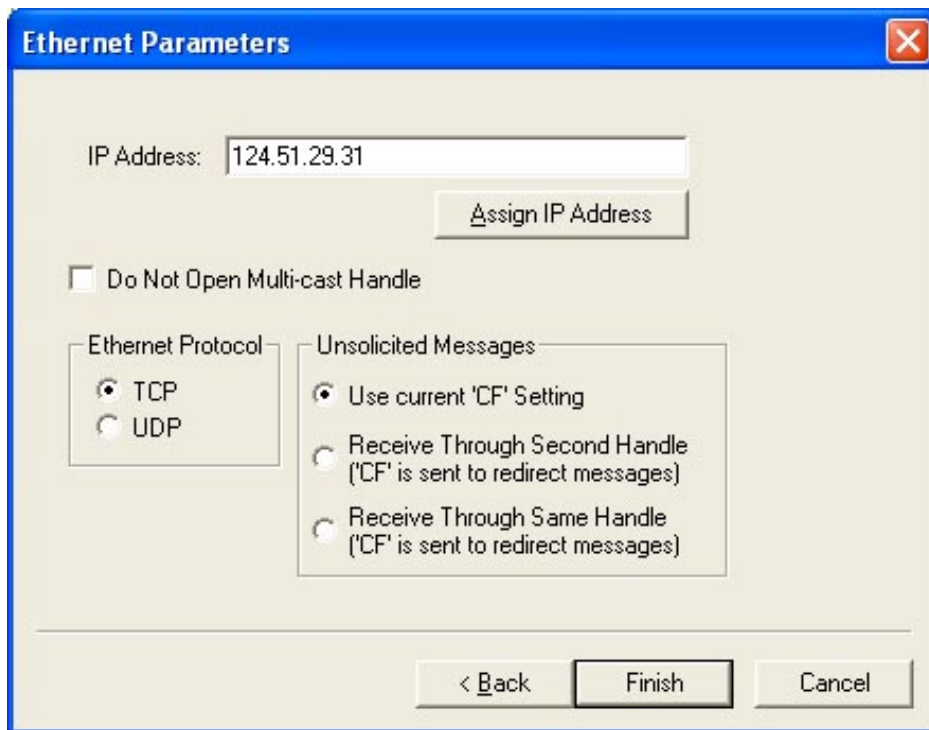 Ethernet Parameters
IP Address: 124.51.29.31
Assign IP Address
Do Not Open Multi-cast Handle
Ethernet Protocol
TCP
UDP
Unsolicited Messages
Use current 'CF' Setting
Receive Through Second Handle
('CF' is sent to redirect messages)
Receive Through Same Handle
('CF' is sent to redirect messages)
< Back
Finish
Cancel